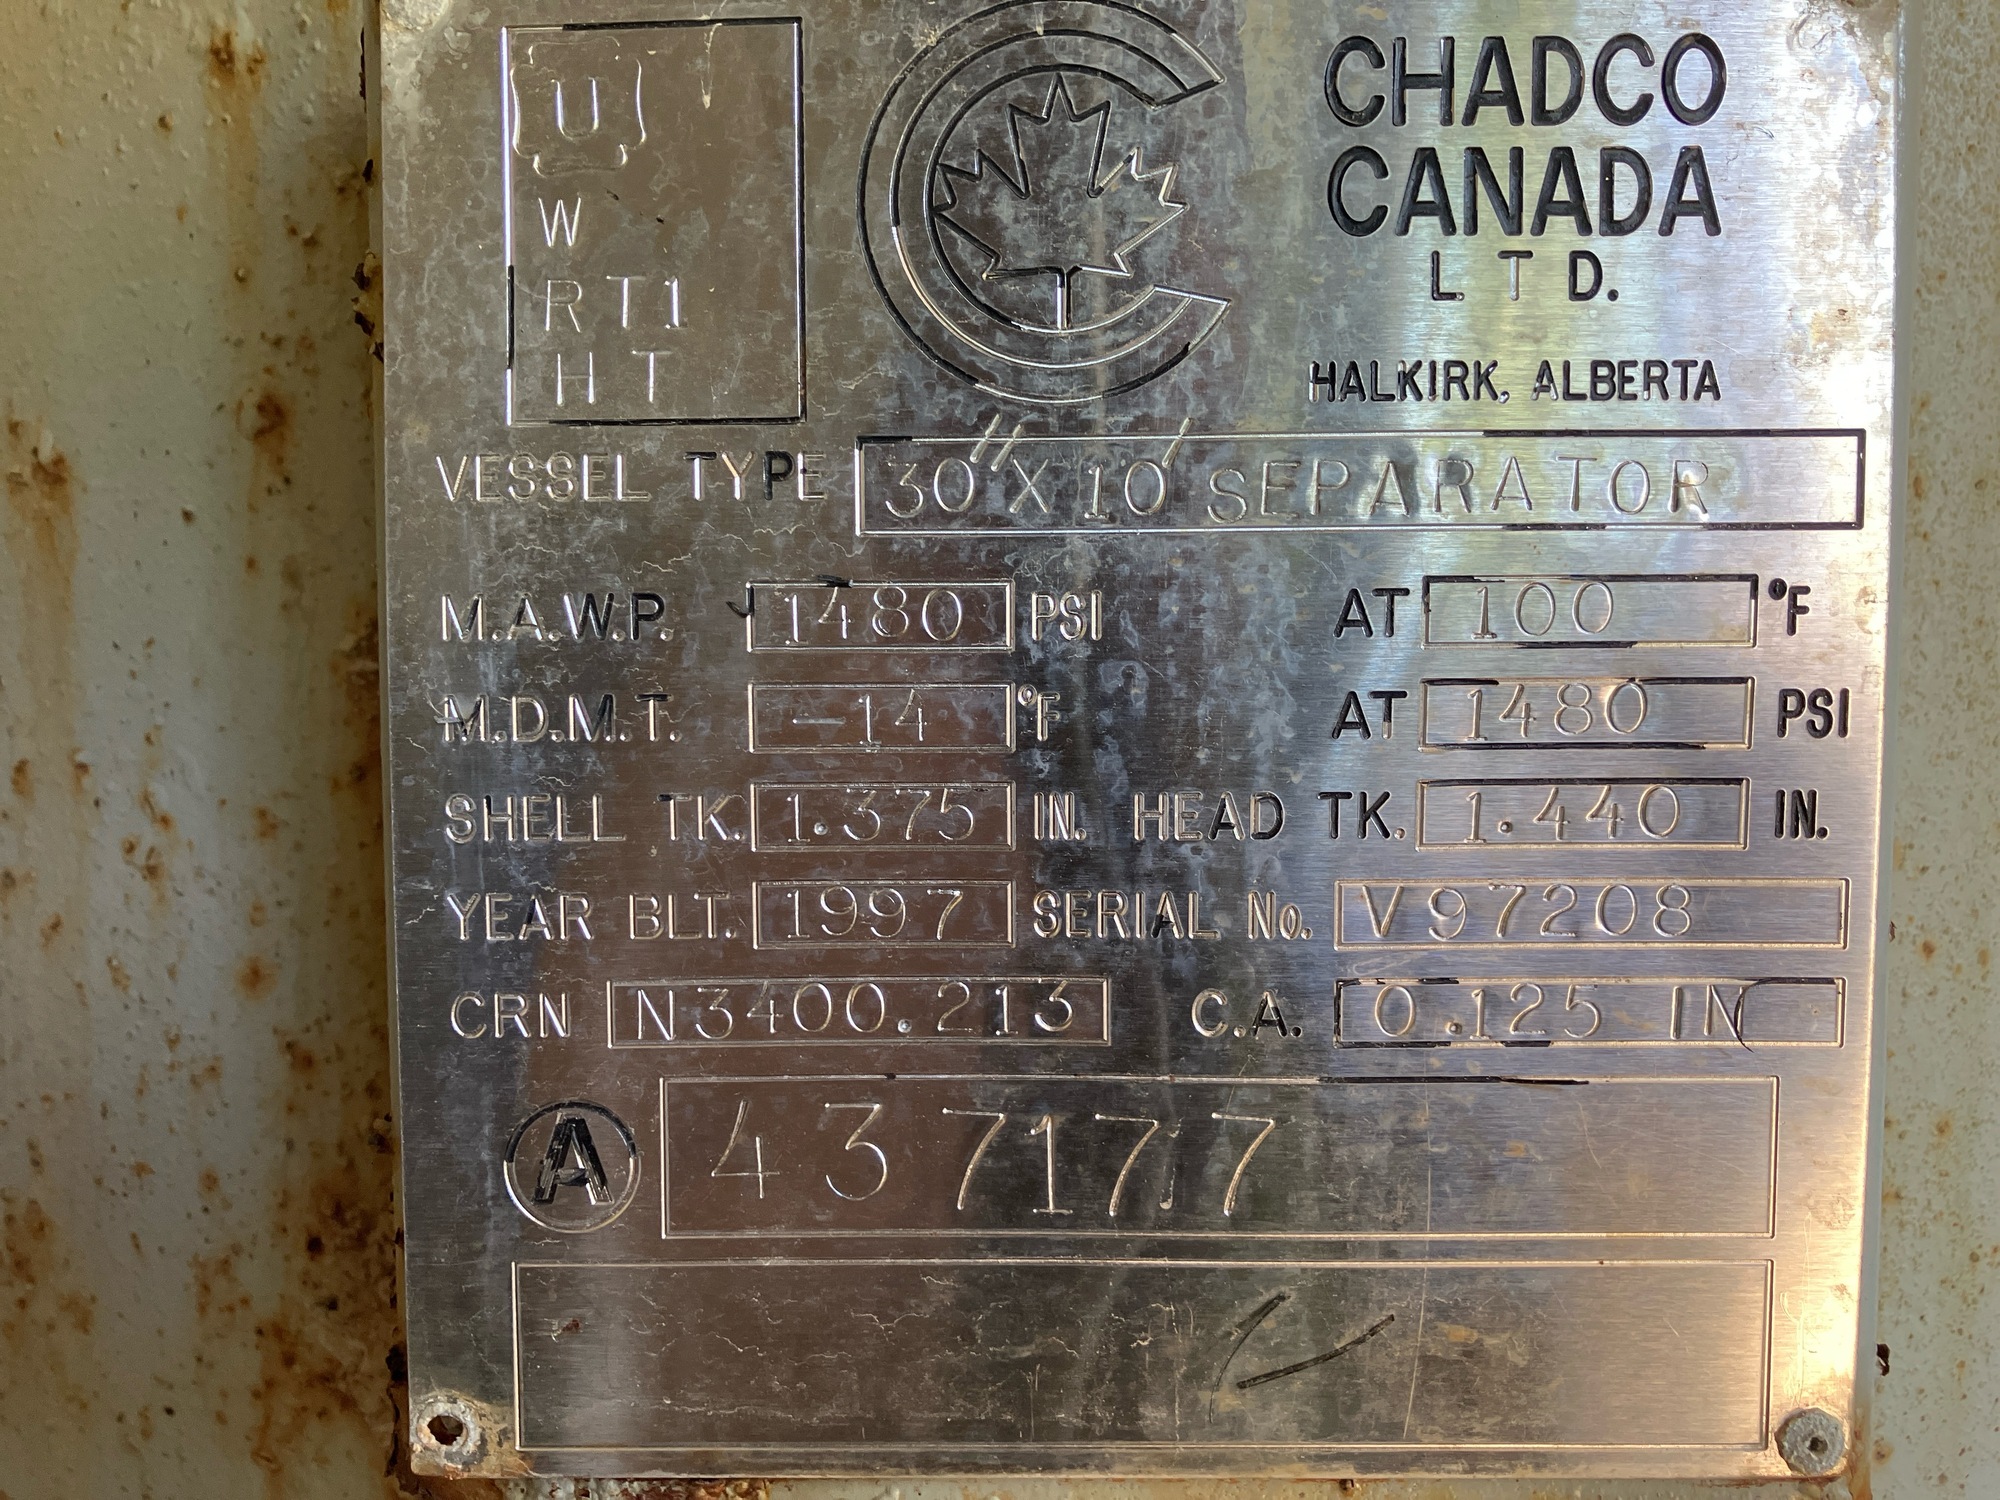 U
W
R T1
H T
CHADCO
CANADA
LTD.
HALKIRK, ALBERTA
VESSEL TYPE 30" X 10' SEPARATOR
M.A.W.P. 1480 PSI AT 100 °F
M.D.M.T. -14 °F AT 1480 PSI
SHELL TK. 1.375 IN. HEAD TK. 1.440 IN.
YEAR BLT. 1997 SERIAL No. V97208
CRN N3400.213 C.A. 0.125 IN
A 437177